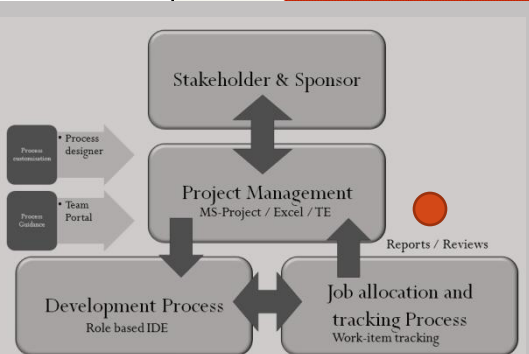 Stakeholder & Sponsor
Process
customization
• Process
designer
Project Management
MS-Project / Excel / TE
Process
Guidance
• Team
Portal
Reports / Reviews
Development Process
Role based IDE
Job allocation and
tracking Process
Work-item tracking